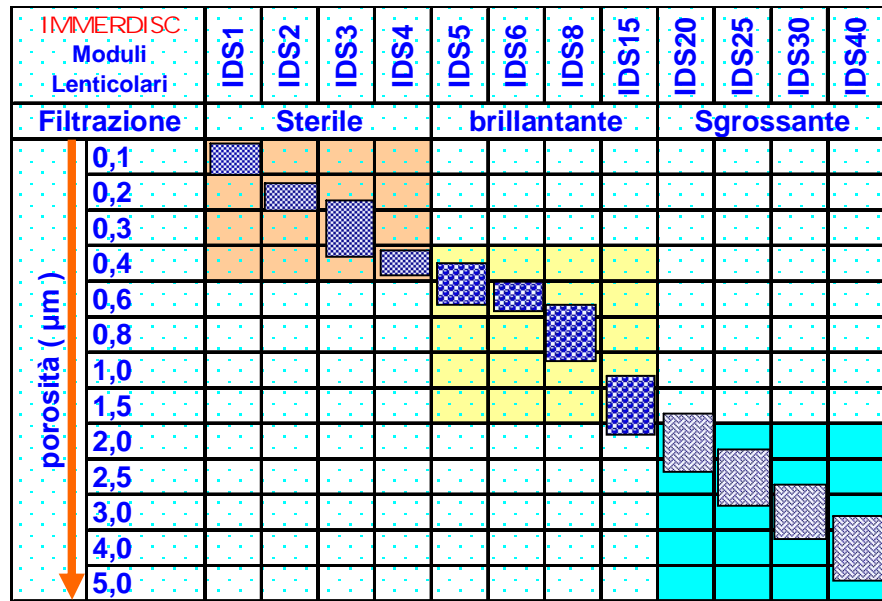 IMMERDISC
Moduli
Lenticolari
IDS1
IDS2
IDS3
IDS4
IDS5
IDS6
IDS8
IDS15
IDS20
IDS25
IDS30
IDS40
Filtrazione
Sterile
brillantante
Sgrossante
porosità ( µm )
0,1
0,2
0,3
0,4
0,6
0,8
1,0
1,5
2,0
2,5
3,0
4,0
5,0